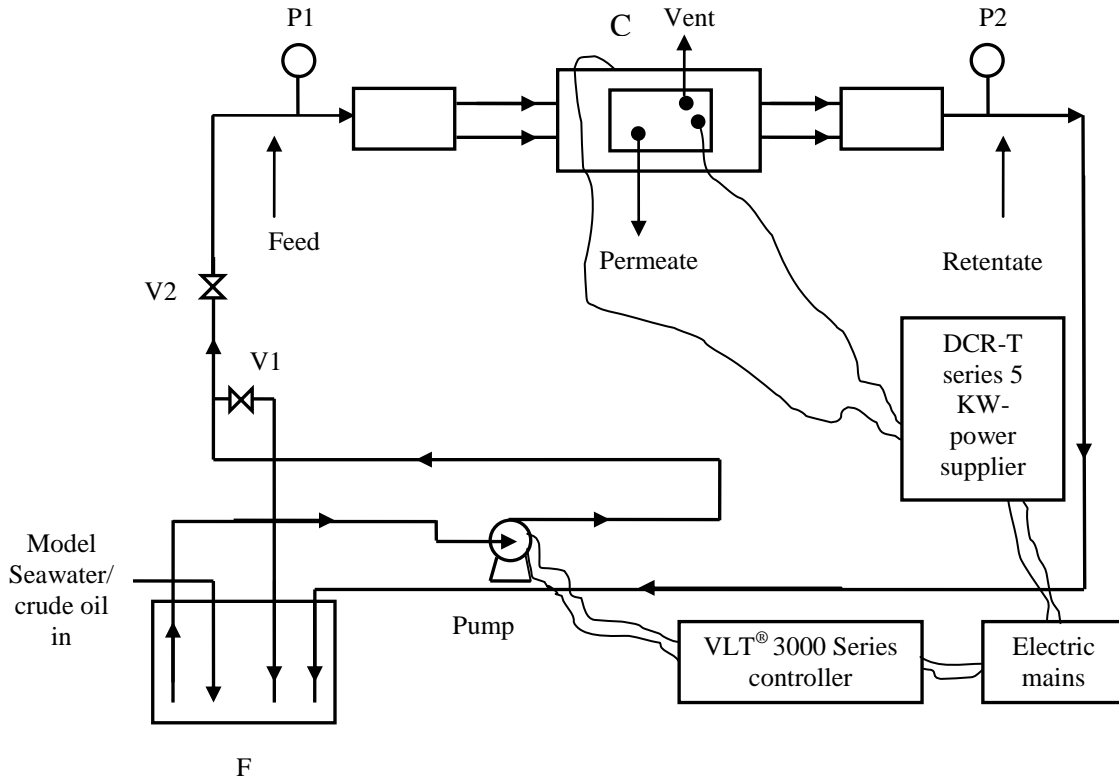 P1
C
Vent
P2
Feed
Permeate
Retentate
V2
V1
DCR-T
series 5
KW-
power
supplier
Model
Seawater/
crude oil
in
Pump
VLT® 3000 Series
controller
Electric
mains
F